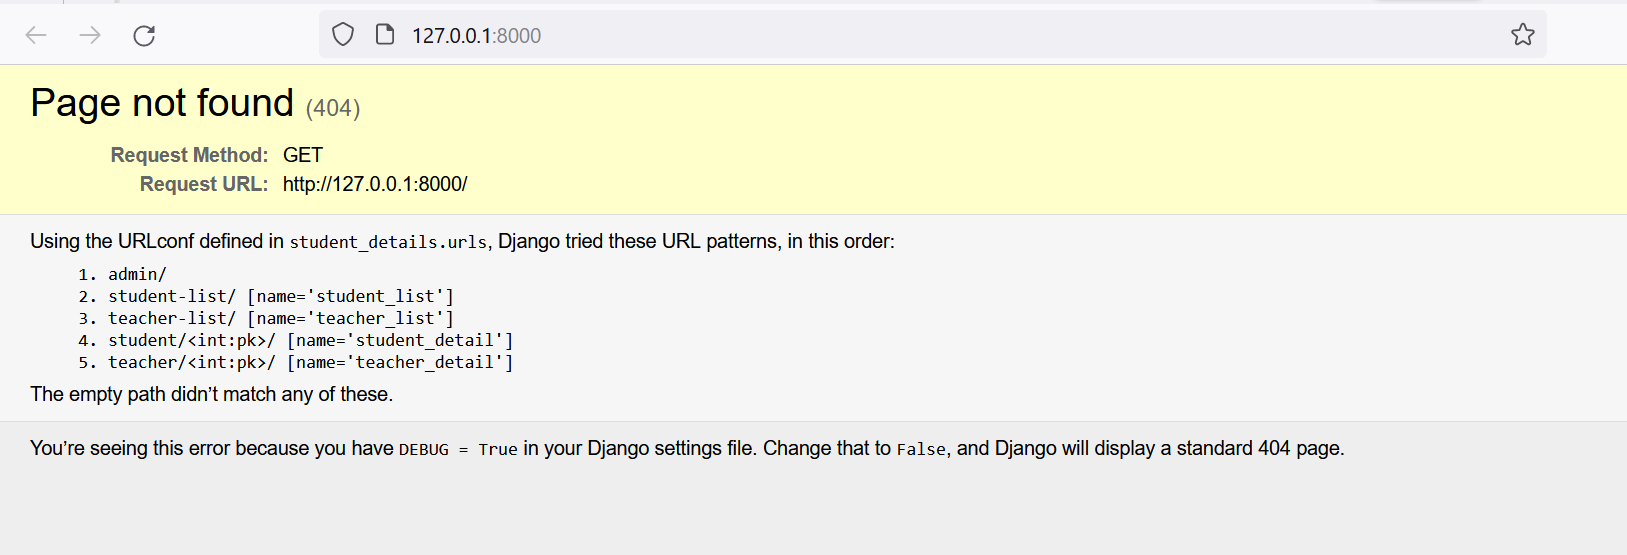 127.0.0.1:8000
Page not found (404)
Request Method: GET
Request URL: http://127.0.0.1:8000/
Using the URLconf defined in student_details.urls, Django tried these URL patterns, in this order:
1. admin/
2. student-list/ [name='student_list']
3. teacher-list/ [name='teacher_list']
4. student/<int:pk>/ [name='student_detail']
5. teacher/<int:pk>/ [name='teacher_detail']
The empty path didn’t match any of these.
You’re seeing this error because you have DEBUG = True in your Django settings file. Change that to False, and Django will display a standard 404 page.